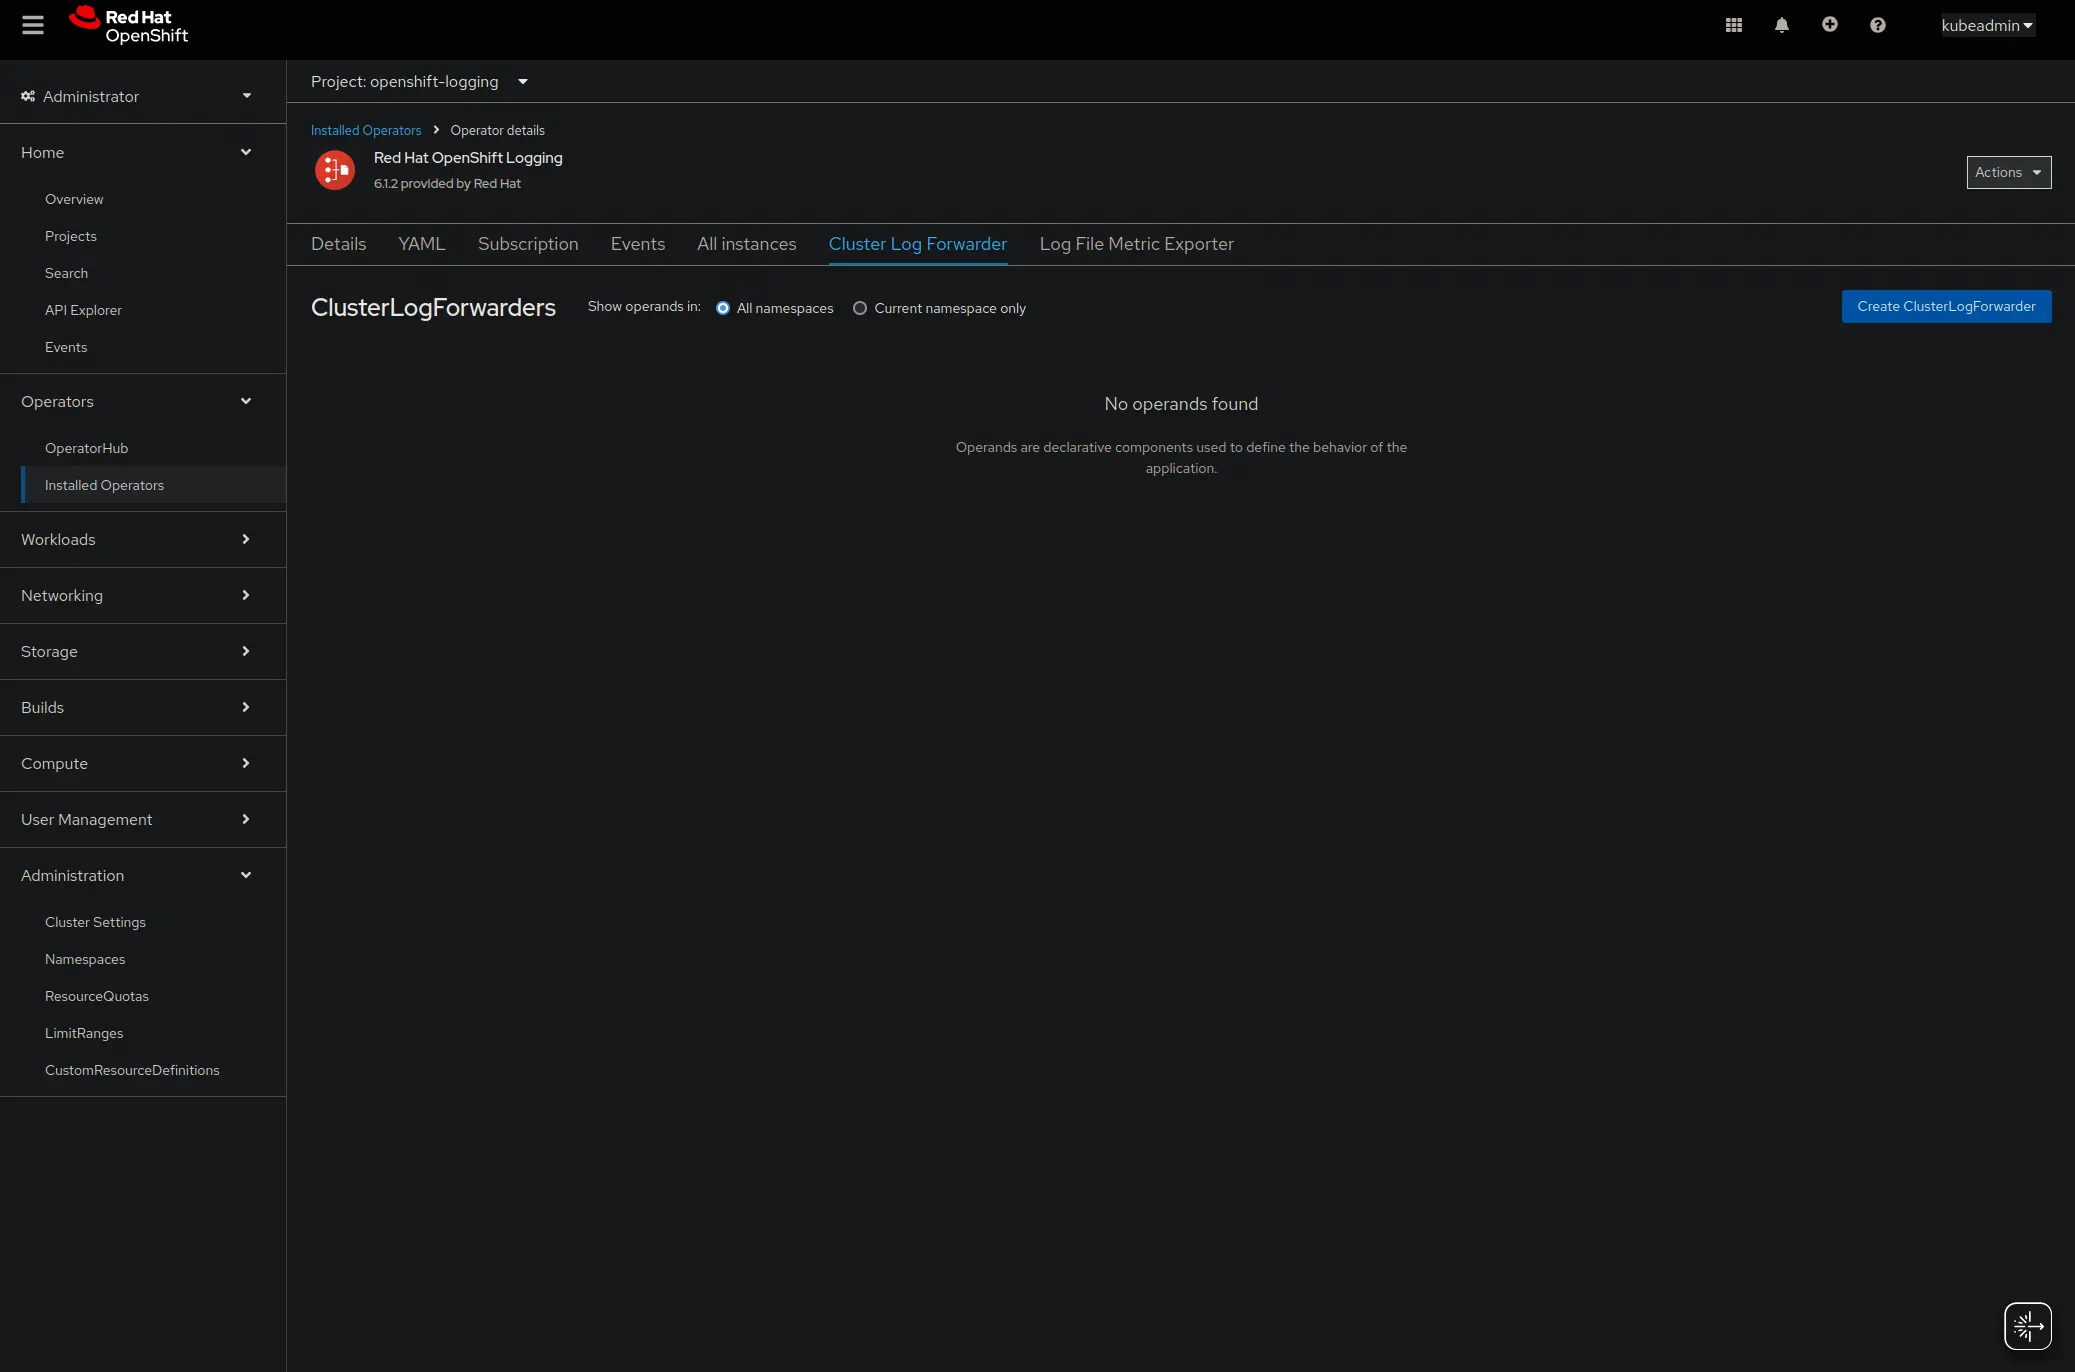 Red Hat
OpenShift
kubeadmin
Administrator
Home
Overview
Projects
Search
API Explorer
Events
Operators
OperatorHub
Installed Operators
Workloads
Networking
Storage
Builds
Compute
User Management
Administration
Cluster Settings
Namespaces
ResourceQuotas
LimitRanges
CustomResourceDefinitions
Project: openshift-logging
Installed Operators Operator details
Red Hat OpenShift Logging
6.1.2 provided by Red Hat
Actions
Details YAML Subscription Events All instances Cluster Log Forwarder Log File Metric Exporter
ClusterLogForwarders Show operands in: All namespaces Current namespace only Create ClusterLogForwarder
No operands found
Operands are declarative components used to define the behavior of the
application.